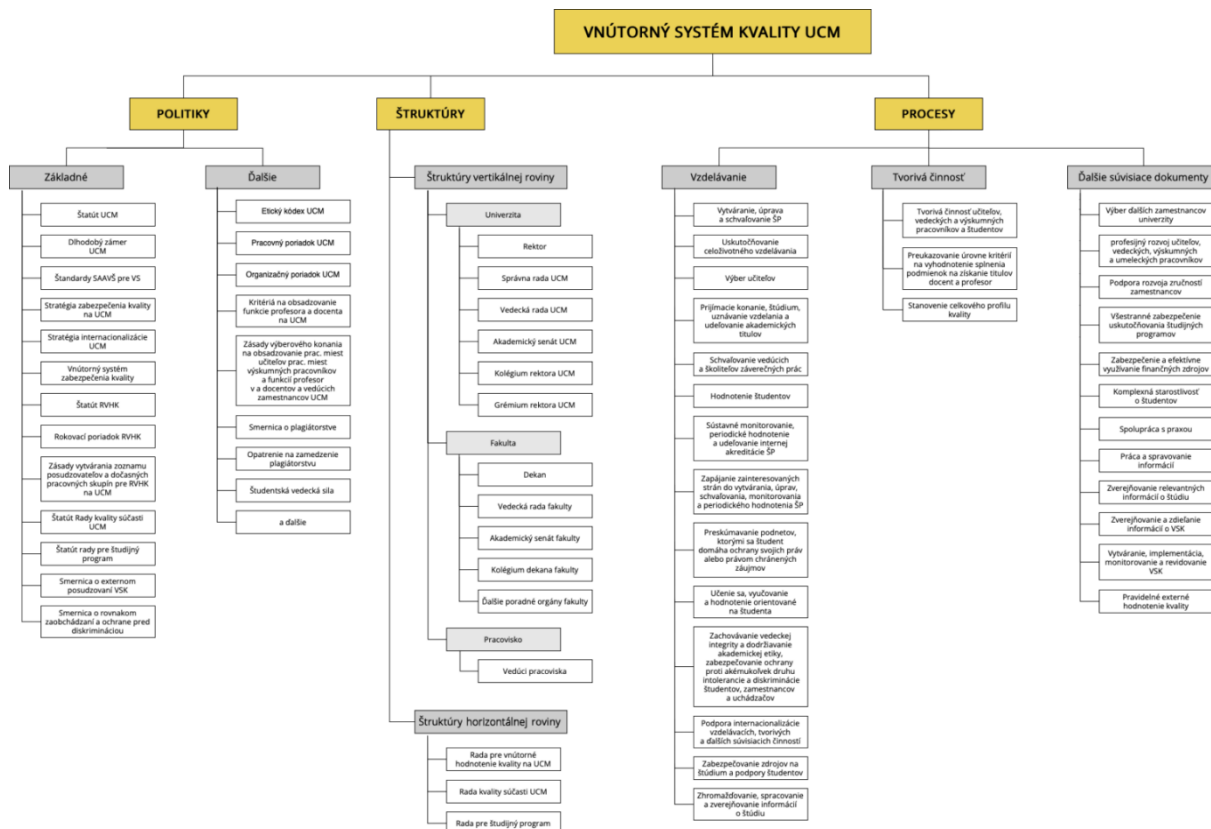 VNÚTORNÝ SYSTÉM KVALITY UCM
POLITIKY
Základné
Štatút UCM
Dlhodobý zámer
UCM
Štandardy SAAVŠ pre VS
Stratégia zabezpečenia kvality
na UCM
Stratégia internacionalizácie
UCM
Vnútorný systém
zabezpečenia kvality
Štatút RVHK
Rokovací poriadok RVHK
Zásady vytvárania zoznamu
posudzovateľov a dočasných
pracovných skupín pre RVHK
na UCM
Štatút Rady kvality súčasti
UCM
Štatút rady pre študijný
program
Smernica o externom
posudzovaní VSK
Smernica o rovnakom
zaobchádzaní a ochrane pred
diskrimináciou
Ďalšie
Etický kódex UCM
Pracovný poriadok UCM
Organizačný poriadok UCM
Kritériá na obsadzovanie
funkcie profesora a docenta
na UCM
Zásady výberového konania
na obsadzovanie prac. miest
učiteľov prac. miest
výskumných pracovníkov
a funkcií profesor
v a docentov a vedúcich
zamestnancov UCM
Smernica o plagiátorstve
Opatrenie na zamedzenie
plagiátorstvu
Študentská vedecká sila
a ďalšie
ŠTRUKTÚRY
Štruktúry vertikálnej roviny
Univerzita
Rektor
Správna rada UCM
Vedecká rada UCM
Akademický senát UCM
Kolégium rektora UCM
Grémium rektora UCM
Fakulta
Dekan
Vedecká rada fakulty
Akademický senát fakulty
Kolégium dekana fakulty
Ďalšie poradné orgány fakulty
Pracovisko
Vedúci pracoviska
Štruktúry horizontálnej roviny
Rada pre vnútorné
hodnotenie kvality na UCM
Rada kvality súčasti UCM
Rada pre študijný program
PROCESY
Vzdelávanie
Vytváranie, úprava
a schvaľovanie ŠP
Uskutočňovanie
celoživotného vzdelávania
Výber učiteľov
Prijímacie konanie, štúdium,
uznávanie vzdelania a
udeľovanie akademických
titulov
Schvaľovanie vedúcich
a školiteľov záverečných prác
Hodnotenie študentov
Sústavné monitorovanie,
periodické hodnotenie
a udeľovanie internej
akreditácie ŠP
Zapájanie zainteresovaných
strán do vytvárania, úprav,
schvaľovania, monitorovania
a periodického hodnotenia ŠP
Preskúmavanie podnetov,
ktorými sa študent
domáha ochrany svojich práv
alebo právom chránených
záujmov
Učenie sa, vyučovanie
a hodnotenie orientované
na študenta
Zachovávanie vedeckej
integrity a dodržiavanie
akademickej etiky,
zabezpečovanie ochrany
proti akémukoľvek druhu
intolerancie a diskriminácie
študentov, zamestnancov
a uchádzačov
Podpora internacionalizácie
vzdelávacích, tvorivých
a ďalších súvisiacich činností
Zabezpečovanie zdrojov na
štúdium a podpory študentov
Zhromažďovanie, spracovanie
a zverejňovanie informácií
o štúdiu
Tvorivá činnosť
Tvorivá činnosť učiteľov,
vedeckých a výskumných
pracovníkov a študentov
Preukazovanie úrovne kritérií
na vyhodnotenie splnenia
podmienok na získanie titulov
docent a profesor
Stanovenie celkového profilu
kvality
Ďalšie súvisiace dokumenty
Výber ďalších zamestnancov
univerzity
profesijný rozvoj učiteľov,
vedeckých, výskumných
a umeleckých pracovníkov
Podpora rozvoja zručností
zamestnancov
Všestranné zabezpečenie
uskutočňovania študijných
programov
Zabezpečenie a efektívne
využívanie finančných zdrojov
Komplexná starostlivosť
o študentov
Spolupráca s praxou
Práca a spravovanie
informácií
Zverejňovanie relevantných
informácií o štúdiu
Zverejňovanie a zdieľanie
informácií o VSK
Vytváranie, implementácia,
monitorovanie a revidovanie
VSK
Pravidelné externé
hodnotenie kvality